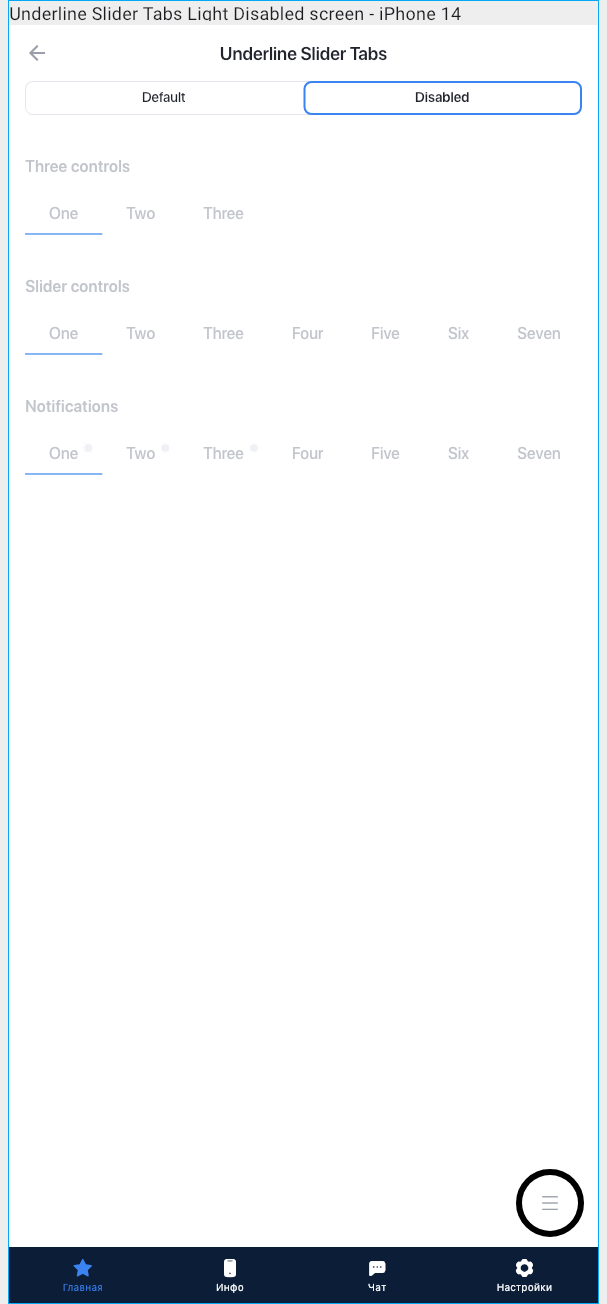 Underline Slider Tabs Light Disabled screen - iPhone 14
Underline Slider Tabs
Default Disabled
Three controls
One Two Three
Slider controls
One Two Three Four Five Six Seven
Notifications
One Two Three Four Five Six Seven
Главная Инфо Чат Настройки